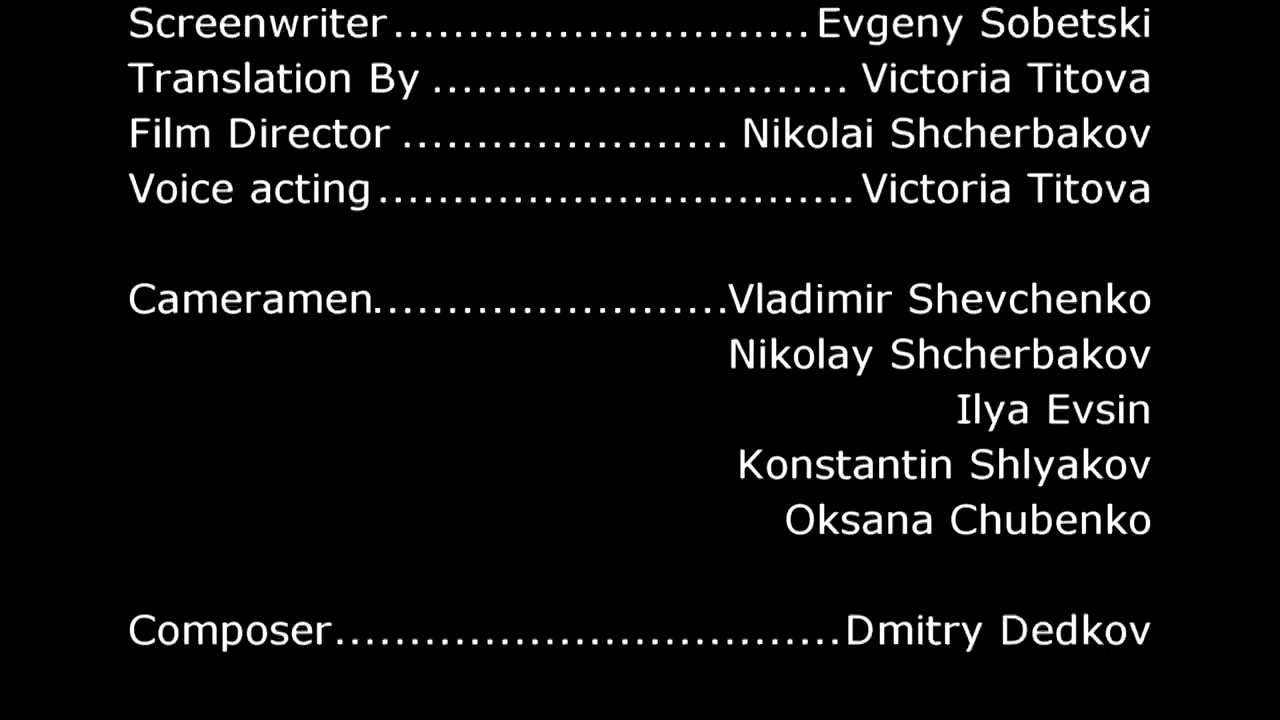 Screenwriter............................Evgeny Sobetski
Translation By ............................ Victoria Titova
Film Director ...................... Nikolai Shcherbakov
Voice acting................................Victoria Titova
Cameramen........................Vladimir Shevchenko
Nikolay Shcherbakov
Ilya Evsin
Konstantin Shlyakov
Oksana Chubenko
Composer..................................Dmitry Dedkov